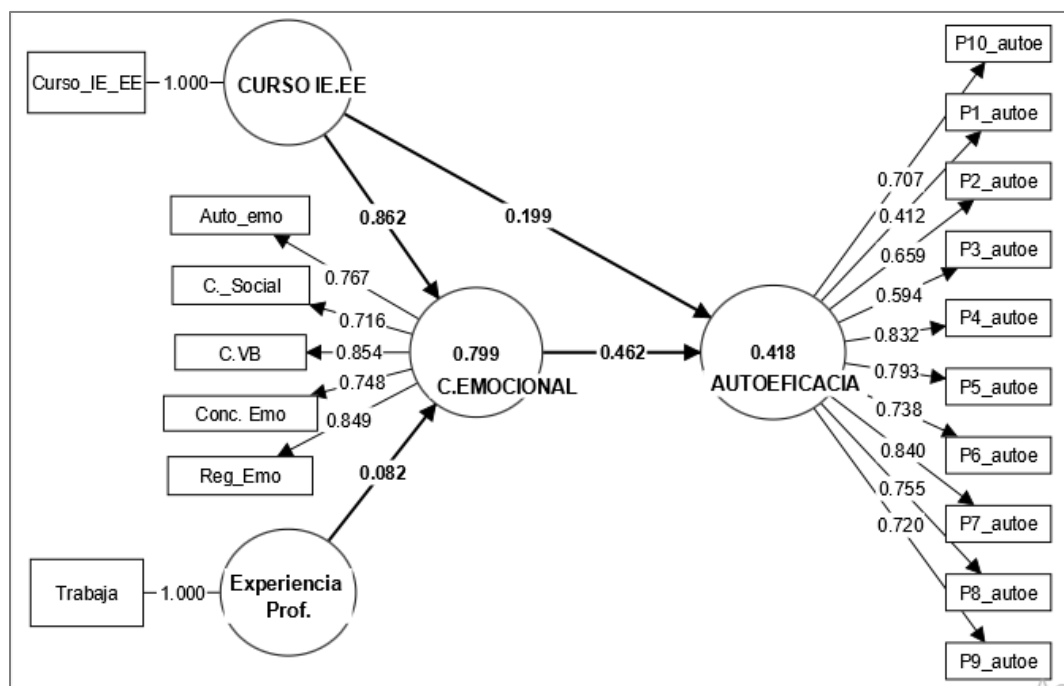 Curso_IE_EE
1.000
CURSO IE.EE
Auto_emo
C._Social
C.VB
Conc. Emo
Reg_Emo
0.767
0.716
0.854
0.748
0.849
0.862
0.199
0.799
C.EMOCIONAL
0.462
0.082
Trabaja
1.000
Experiencia
Prof.
0.418
AUTOEFICACIA
0.707
0.412
0.659
0.594
0.832
0.793
0.738
0.840
0.755
0.720
P10_autoe
P1_autoe
P2_autoe
P3_autoe
P4_autoe
P5_autoe
P6_autoe
P7_autoe
P8_autoe
P9_autoe